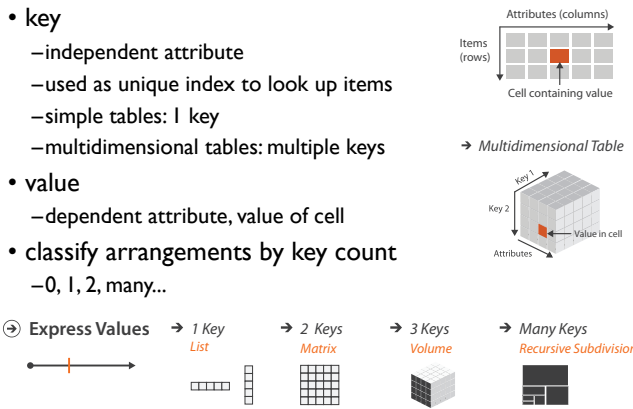 • key
–independent attribute
–used as unique index to look up items
–simple tables: 1 key
–multidimensional tables: multiple keys
• value
–dependent attribute, value of cell
• classify arrangements by key count
–0, 1, 2, many...
Attributes (columns)
Items
(rows)
Cell containing value
→ Multidimensional Table
Key 1
Key 2
Value in cell
Attributes
→ Express Values
→ 1 Key
List
→ 2 Keys
Matrix
→ 3 Keys
Volume
→ Many Keys
Recursive Subdivision